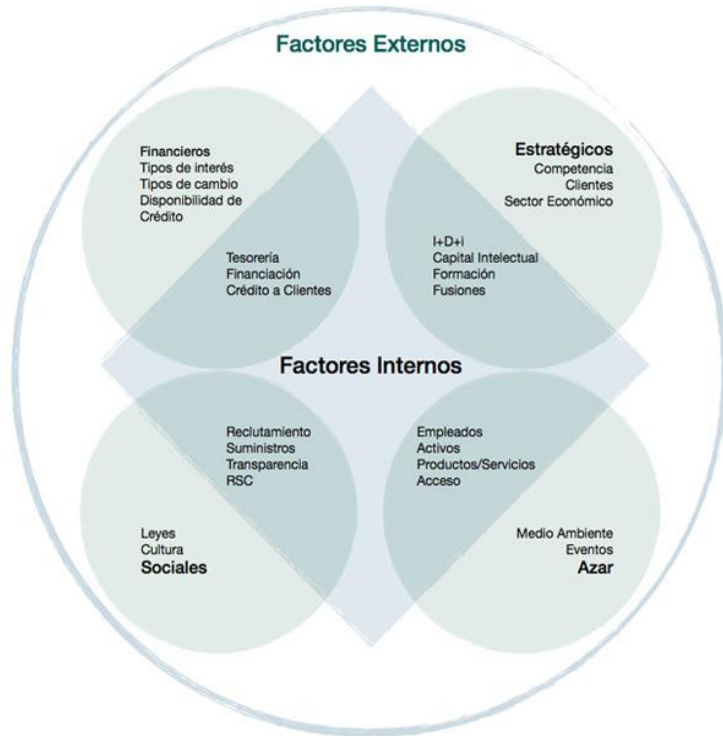 Factores Externos
Financieros
Tipos de interés
Tipos de cambio
Disponibilidad de
Crédito
Estratégicos
Competencia
Clientes
Sector Económico
Tesorería
Financiación
Crédito a Clientes
I+D+i
Capital Intelectual
Formación
Fusiones
Factores Internos
Reclutamiento
Suministros
Transparencia
RSC
Empleados
Activos
Productos/Servicios
Acceso
Leyes
Cultura
Sociales
Medio Ambiente
Eventos
Azar